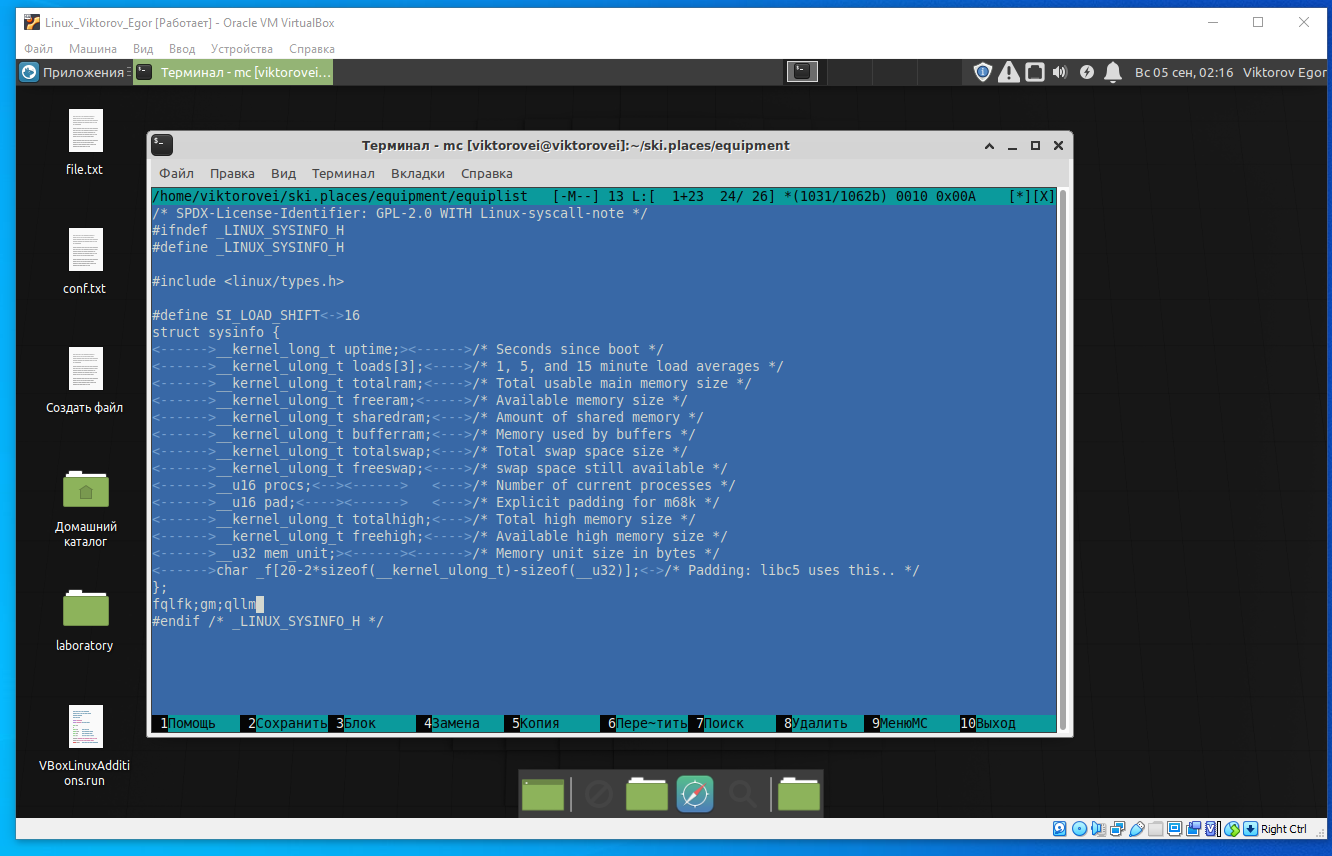 Linux_Viktorov_Egor [Работает] - Oracle VM VirtualBox
Файл Машина Вид Ввод Устройства Справка
Приложения Терминал - mc [viktorovei... Вс 05 сен, 02:16 Viktorov Egor
file.txt
conf.txt
Создать файл
Домашний
каталог
laboratory
VBoxLinuxAdditi
ons.run
Терминал - mc [viktorovei@viktorovei]:~/ski.places/equipment
Файл Правка Вид Терминал Вкладки Справка
/home/viktorovei/ski.places/equipment/equiplist [-M--] 13 L:[ 1+23 24/ 26] *(1031/1062b) 0010 0x00A [*][X]
/* SPDX-License-Identifier: GPL-2.0 WITH Linux-syscall-note */
#ifndef _LINUX_SYSINFO_H
#define _LINUX_SYSINFO_H
#include <linux/types.h>
#define SI_LOAD_SHIFT<->16
struct sysinfo {
<------>__kernel_long_t uptime;><------>/* Seconds since boot */
<------>__kernel_ulong_t loads[3];<---->/* 1, 5, and 15 minute load averages */
<------>__kernel_ulong_t totalram;<---->/* Total usable main memory size */
<------>__kernel_ulong_t freeram;<---->/* Available memory size */
<------>__kernel_ulong_t sharedram;<--->/* Amount of shared memory */
<------>__kernel_ulong_t bufferram;<--->/* Memory used by buffers */
<------>__kernel_ulong_t totalswap;<--->/* Total swap space size */
<------>__kernel_ulong_t freeswap;<---->/* swap space still available */
<------>__u16 procs;<---><------> <--->/* Number of current processes */
<------>__u16 pad;<----><------> <--->/* Explicit padding for m68k */
<------>__kernel_ulong_t totalhigh;<--->/* Total high memory size */
<------>__kernel_ulong_t freehigh;<---->/* Available high memory size */
<------>__u32 mem_unit;><------><------>/* Memory unit size in bytes */
<------>char _f[20-2*sizeof(__kernel_ulong_t)-sizeof(__u32)];<->/* Padding: libc5 uses this.. */
};
fqlfk;gm;qllm
#endif /* _LINUX_SYSINFO_H */
1Помощь 2Сохранить 3Блок 4Замена 5Копия 6Пере~тить 7Поиск 8Удалить 9МенюMC 10Выход
Right Ctrl